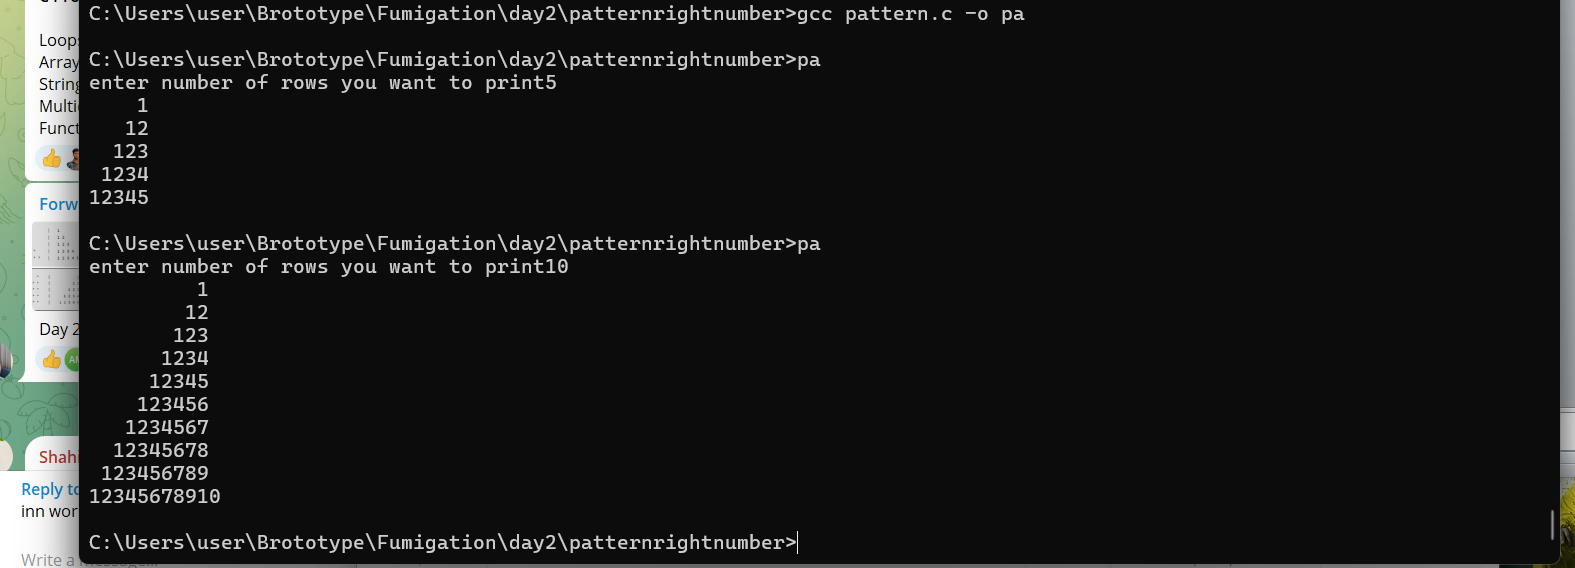 C:\Users\user\Brototype\Fumigation\day2\patternrightnumber>gcc pattern.c -o pa
Loop
Array
C:\Users\user\Brototype\Fumigation\day2\patternrightnumber>pa
String
enter number of rows you want to print5
Multi
1
Funct
12
123
1234
12345
Forw
C:\Users\user\Brototype\Fumigation\day2\patternrightnumber>pa
enter number of rows you want to print10
1
12
Day 2
123
1234
12345
123456
1234567
12345678
Shahi
123456789
Reply to
12345678910
inn wor
C:\Users\user\Brototype\Fumigation\day2\patternrightnumber>
Write a